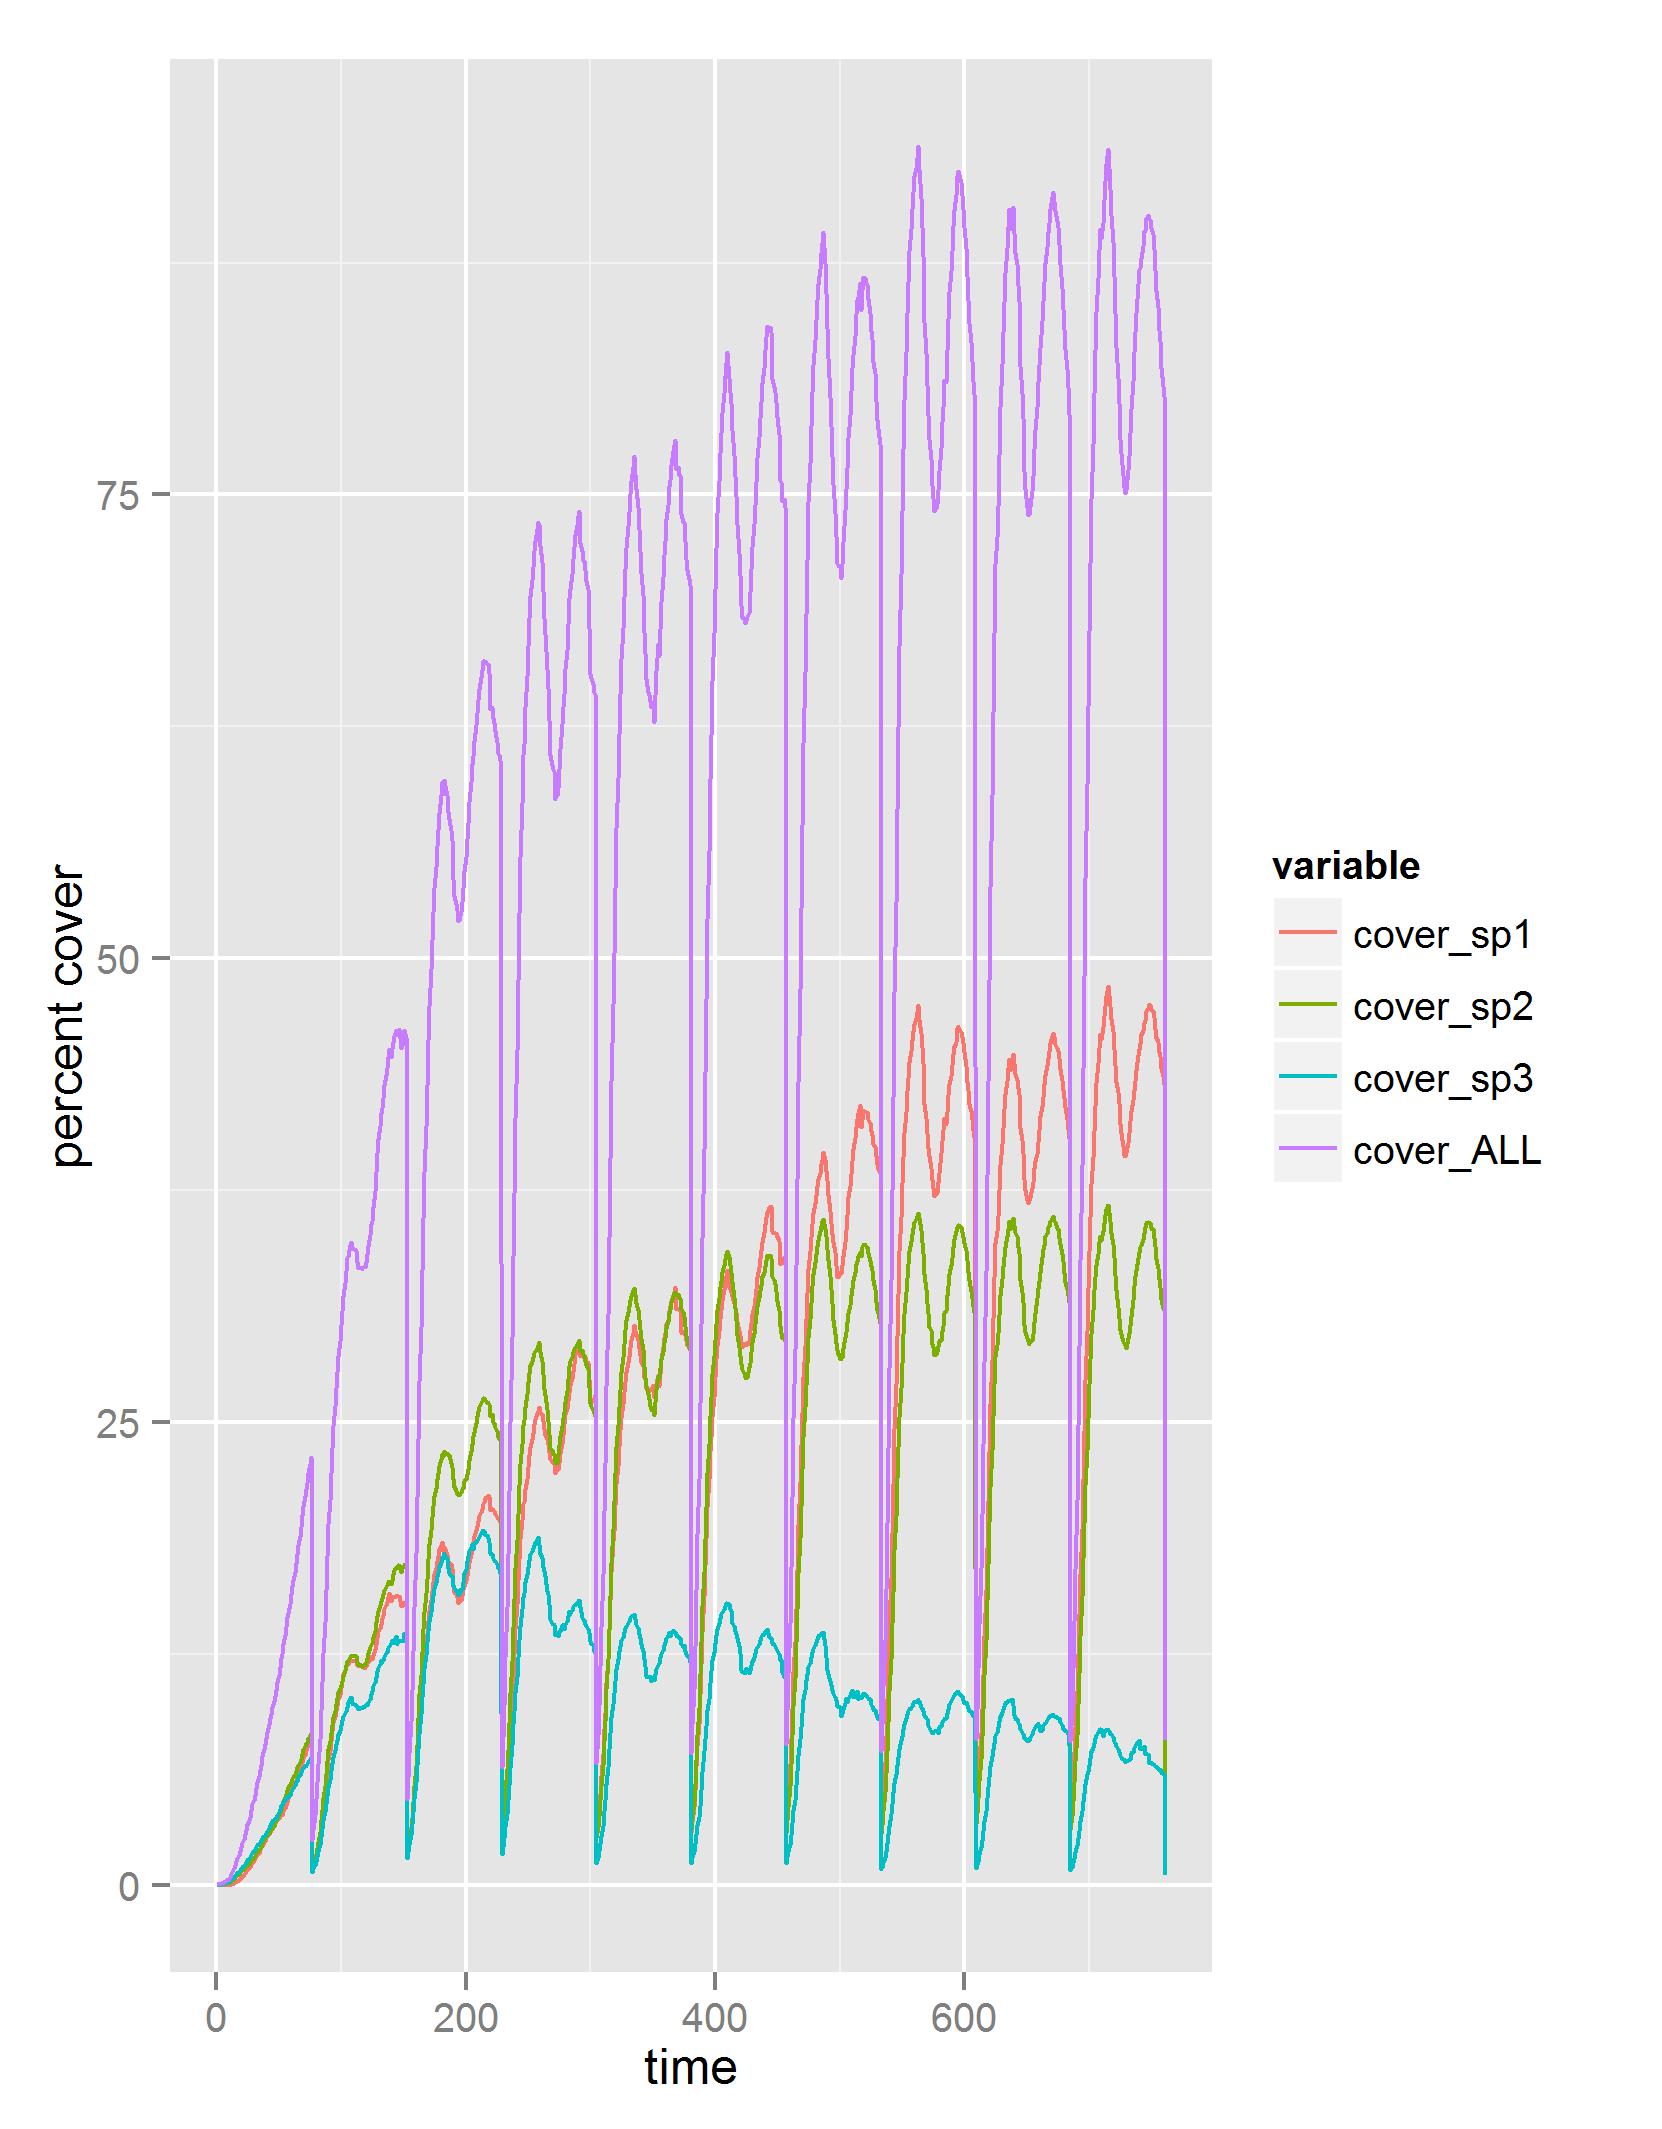 75
50
25
0
percent cover
0 200 400 600
time
variable
cover_sp1
cover_sp2
cover_sp3
cover_ALL